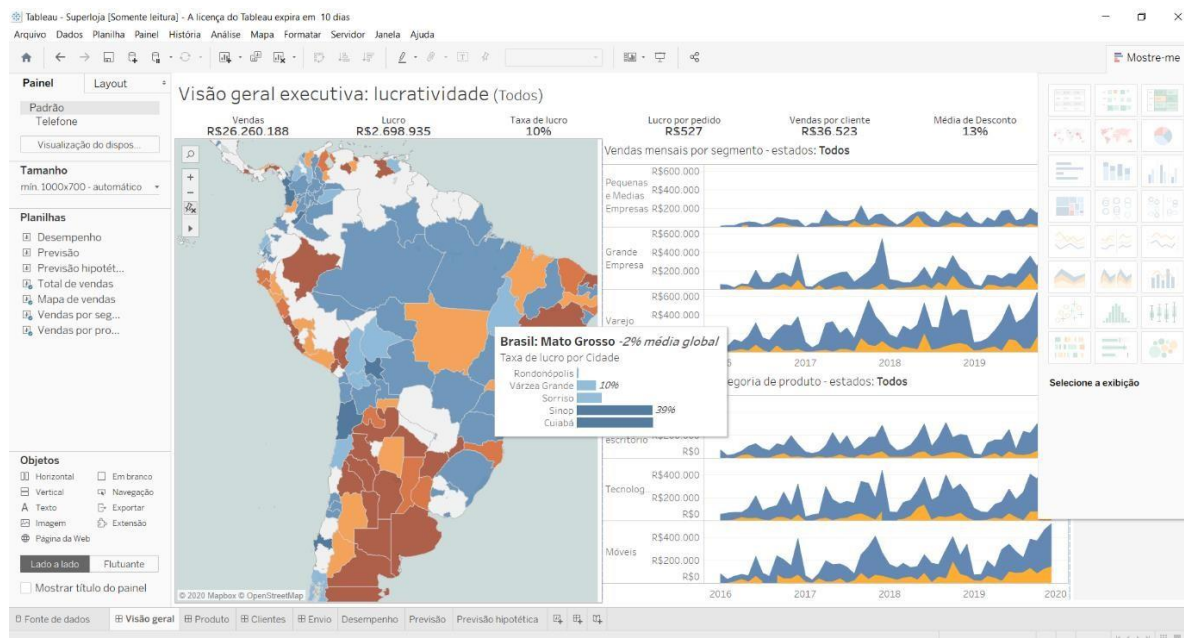 Tableau - Superloja [Somente leitura] - A licença do Tableau expira em 10 dias
Arquivo Dados Planilha Painel História Análise Mapa Formatar Servidor Janela Ajuda
Mostre-me
Painel Layout
Padrão
Telefone
Visualização do dispos...
Tamanho
mín. 1000x700 - automático
Planilhas
Desempenho
Previsão
Previsão hipotét...
Total de vendas
Mapa de vendas
Vendas por seg...
Vendas por pro...
Objetos
Horizontal Em branco
Vertical Navegação
A Texto Exportar
Imagem Extensão
Página da Web
Lado a lado Flutuante
Mostrar título do painel
Visão geral executiva: lucratividade (Todos)
Vendas Lucro Taxa de lucro Lucro por pedido Vendas por cliente Média de Desconto
R$26.260.188 R$2.698.935 10% R$527 R$36.523 13%
© 2020 Mapbox © OpenStreetMap
Vendas mensais por segmento - estados: Todos
R$600.000
Pequenas
R$400.000
e Medias
Empresas R$200.000
R$600.000
Grande R$400.000
Empresa R$200.000
R$600.000
R$400.000
Varejo
Brasil: Mato Grosso -2% média global
Taxa de lucro por Cidade
Rondonópolis
Várzea Grande 10%
Sorriso
Sinop 39%
Cuiabá
2017 2018 2019
egoria de produto - estados: Todos
escritório
R$0
R$400.000
Tecnolog R$200.000
R$0
R$400.000
Móveis R$200.000
R$0
2016 2017 2018 2019 2020
Selecione a exibição
Fonte de dados Visão geral Produto Clientes Envio Desempenho Previsão Previsão hipotética